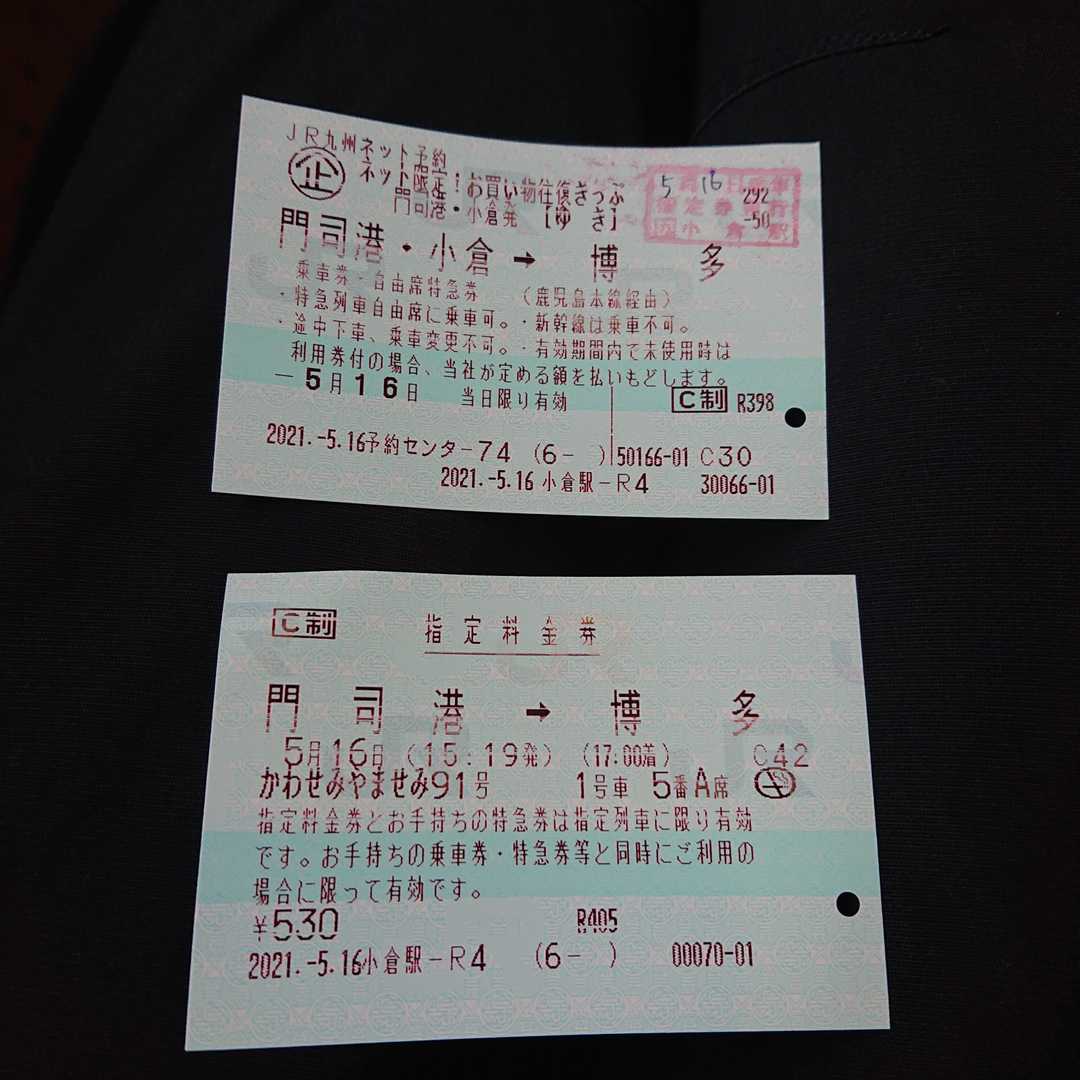 JR九州ネット予約
企 ネット限定!お買い物往復きっぷ
門司港・小倉発 [ゆき]
5 16 292
-50
門司港・小倉 → 博多
乗車券・自由席特急券 (鹿児島本線経由)
・特急列車自由席に乗車可。・新幹線は乗車不可。
・途中下車、乗車変更不可。・有効期間内で未使用時は
利用券付の場合、当社が定める額を払いもどします。
-5月16日 当日限り有効 C制 R398
2021.-5.16予約センター74 (6- ) 50166-01 C30
2021.-5.16 小倉駅-R4 30066-01
C制 指定料金券
門司港 → 博多
5月16日 (15:19発) (17:00着) C42
かわせみやませみ91号 1号車 5番A席
指定料金券とお手持ちの特急券は指定列車に限り有効
です。お手持ちの乗車券・特急券等と同時にご利用の
場合に限って有効です。
¥530 R405
2021.-5.16小倉駅-R4 (6- ) 00070-01